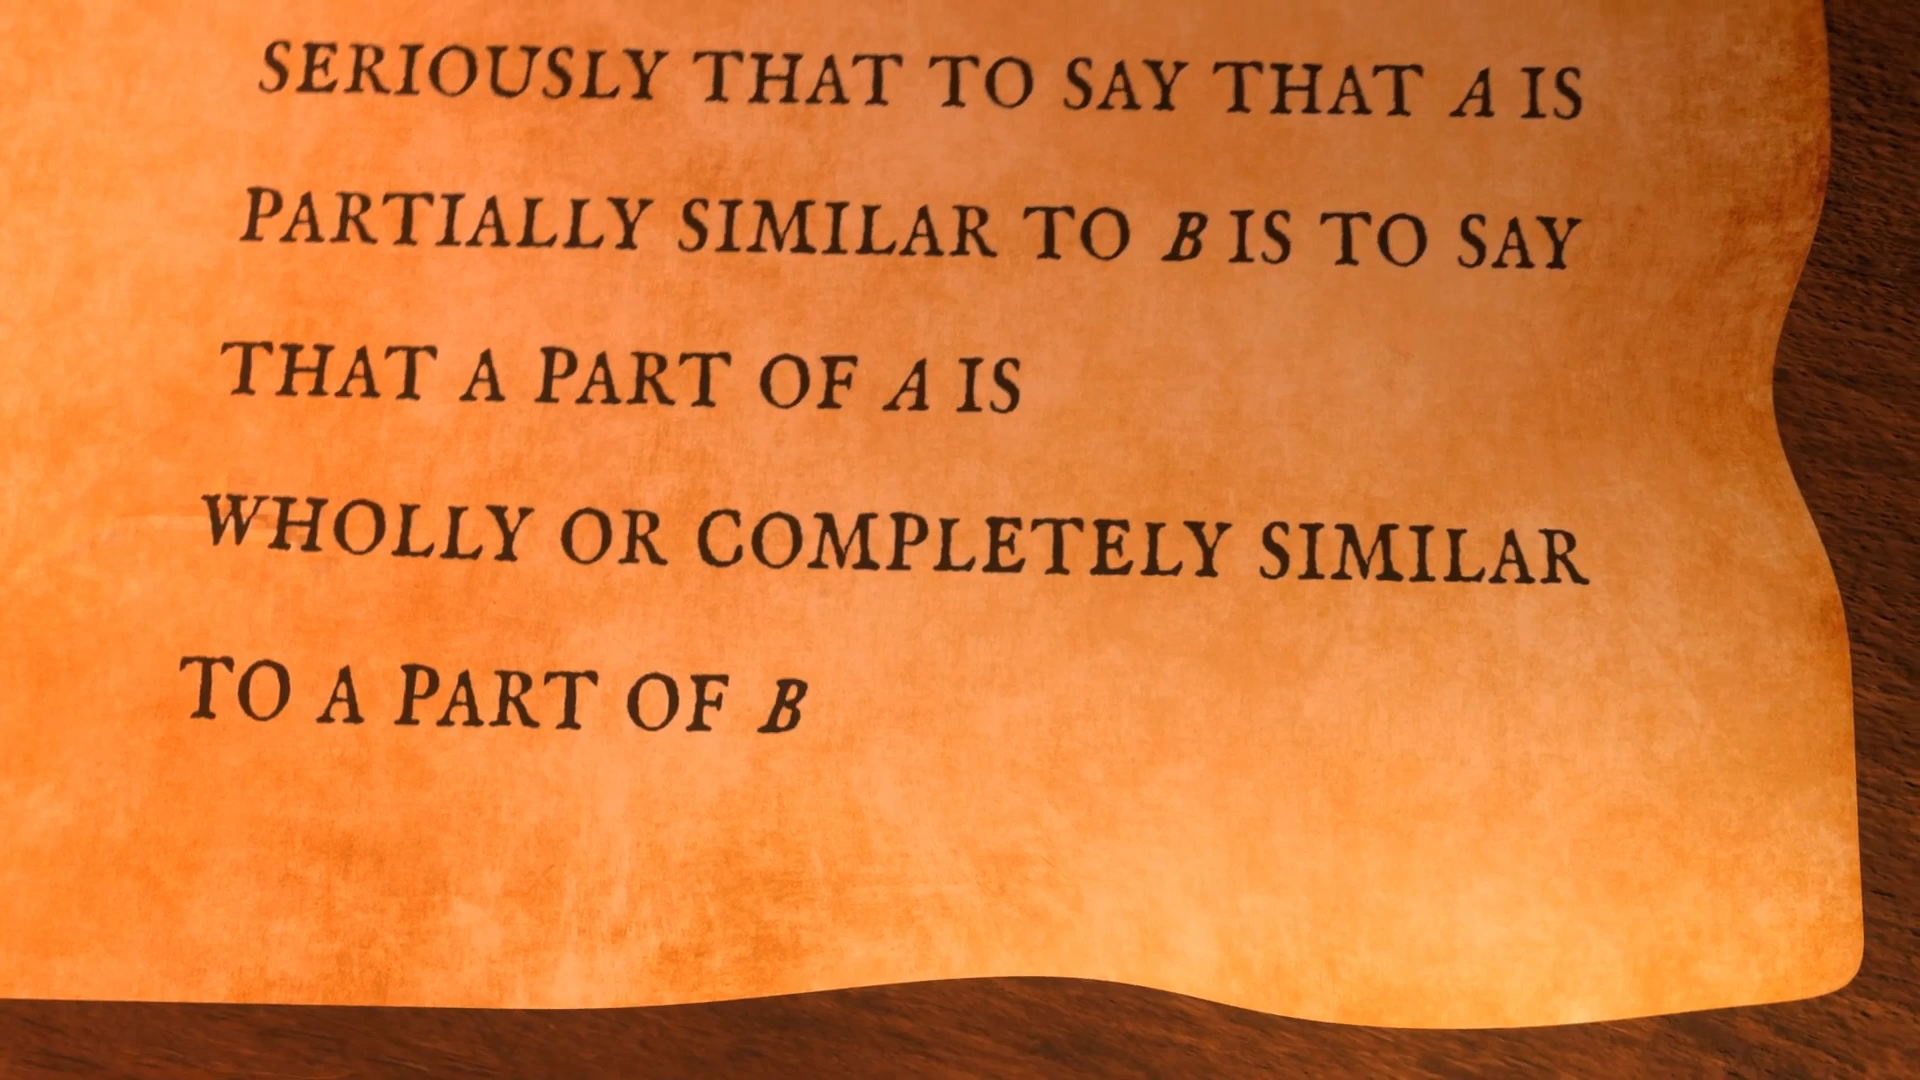 SERIOUSLY THAT TO SAY THAT A IS
PARTIALLY SIMILAR TO B IS TO SAY
THAT A PART OF A IS
WHOLLY OR COMPLETELY SIMILAR
TO A PART OF B